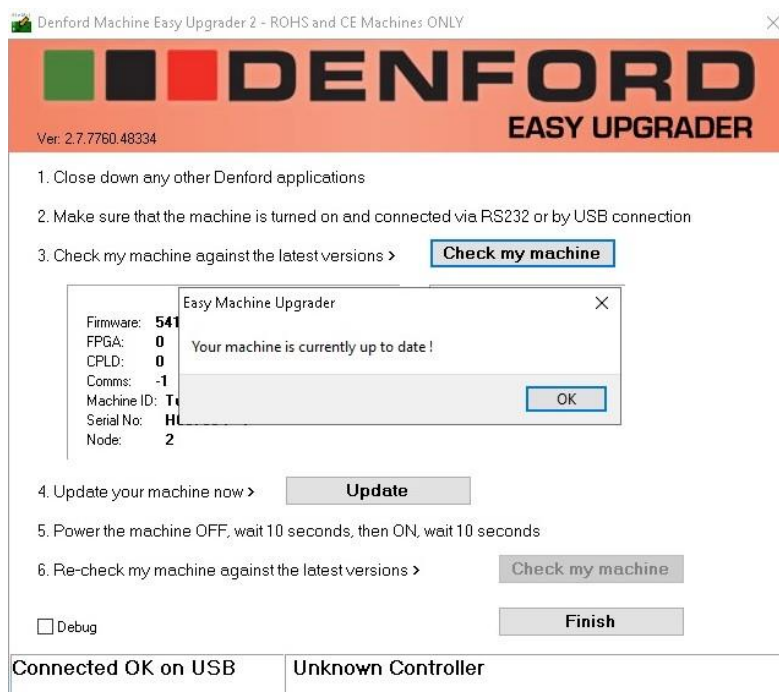 Denford Machine Easy Upgrader 2 - ROHS and CE Machines ONLY
DENFORD
EASY UPGRADER
Ver: 2.7.7760.48334
1. Close down any other Denford applications
2. Make sure that the machine is turned on and connected via RS232 or by USB connection
3. Check my machine against the latest versions >
Check my machine
Easy Machine Upgrader
Your machine is currently up to date !
OK
Firmware: 541
FPGA: 0
CPLD: 0
Comms: -1
Machine ID:
Serial No:
Node: 2
4. Update your machine now >
Update
5. Power the machine OFF, wait 10 seconds, then ON, wait 10 seconds
6. Re-check my machine against the latest versions >
Check my machine
Debug
Finish
Connected OK on USB
Unknown Controller